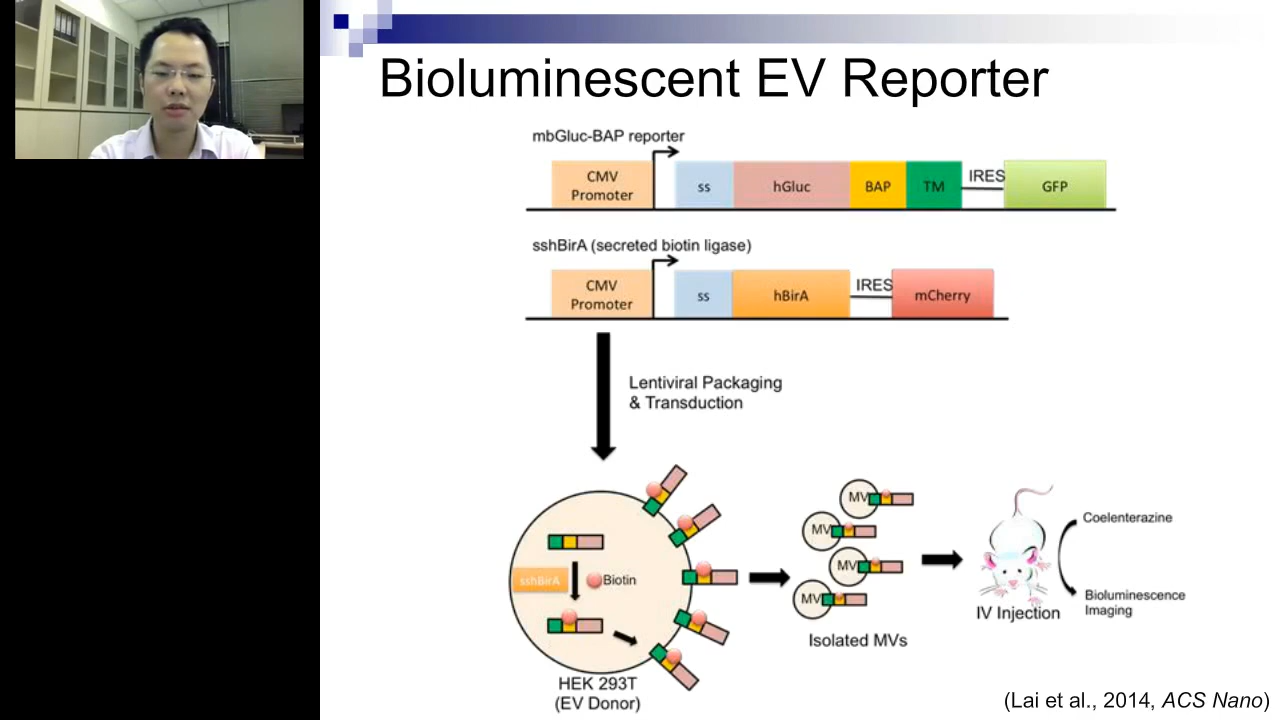 Bioluminescent EV Reporter
mbGluc-BAP reporter
CMV
Promoter
ss
hGluc
BAP
TM
IRES
GFP
sshBirA (secreted biotin ligase)
CMV
Promoter
ss
hBirA
IRES
mCherry
Lentiviral Packaging
& Transduction
sshBirA
Biotin
HEK 293T
(EV Donor)
MV
MV
MV
MV
Isolated MVs
IV Injection
Coelenterazine
Bioluminescence
Imaging
(Lai et al., 2014, ACS Nano)